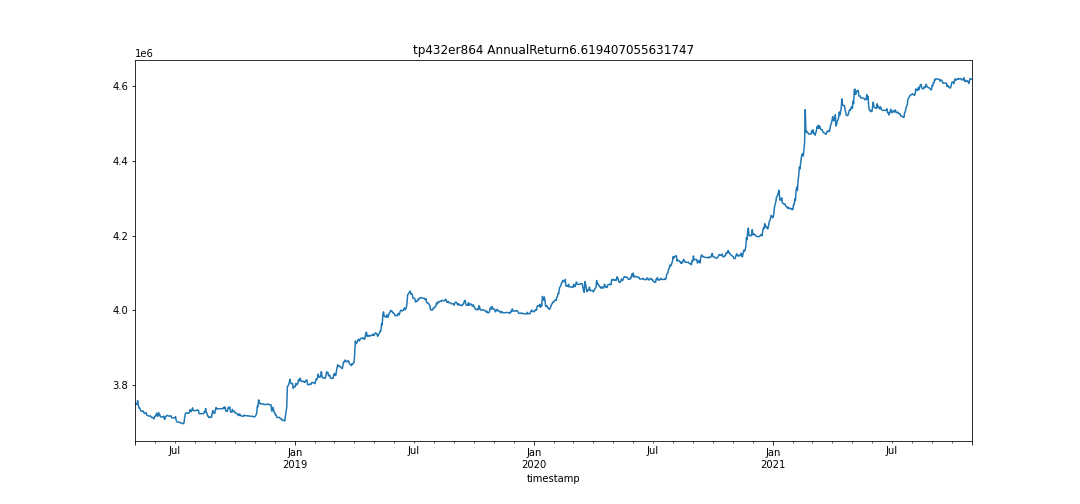 tp432er864 AnnualReturn6.619407055631747
1e6
4.6
4.4
4.2
4.0
3.8
Jul Jan Jul Jan Jul Jan Jul
2019 2020 2021
timestamp